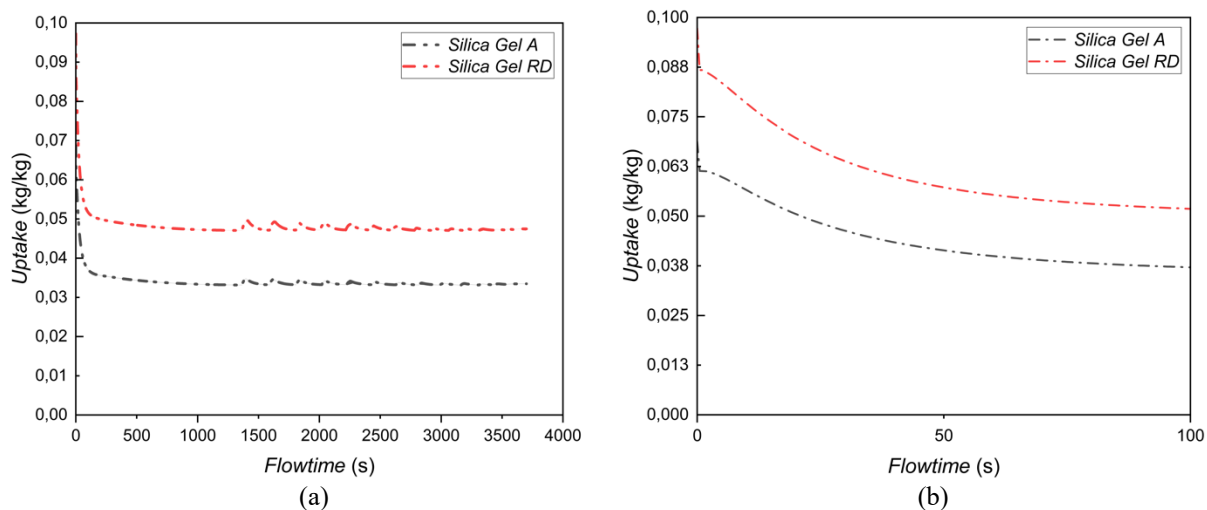 0,10
0,09
0,08
0,07
0,06
0,05
0,04
0,03
0,02
0,01
0,00
Uptake (kg/kg)
Silica Gel A
Silica Gel RD
0 500 1000 1500 2000 2500 3000 3500 4000
Flowtime (s)
(a)
0,100
0,088
0,075
0,063
0,050
0,038
0,025
0,013
0,000
Uptake (kg/kg)
Silica Gel A
Silica Gel RD
0 50 100
Flowtime (s)
(b)